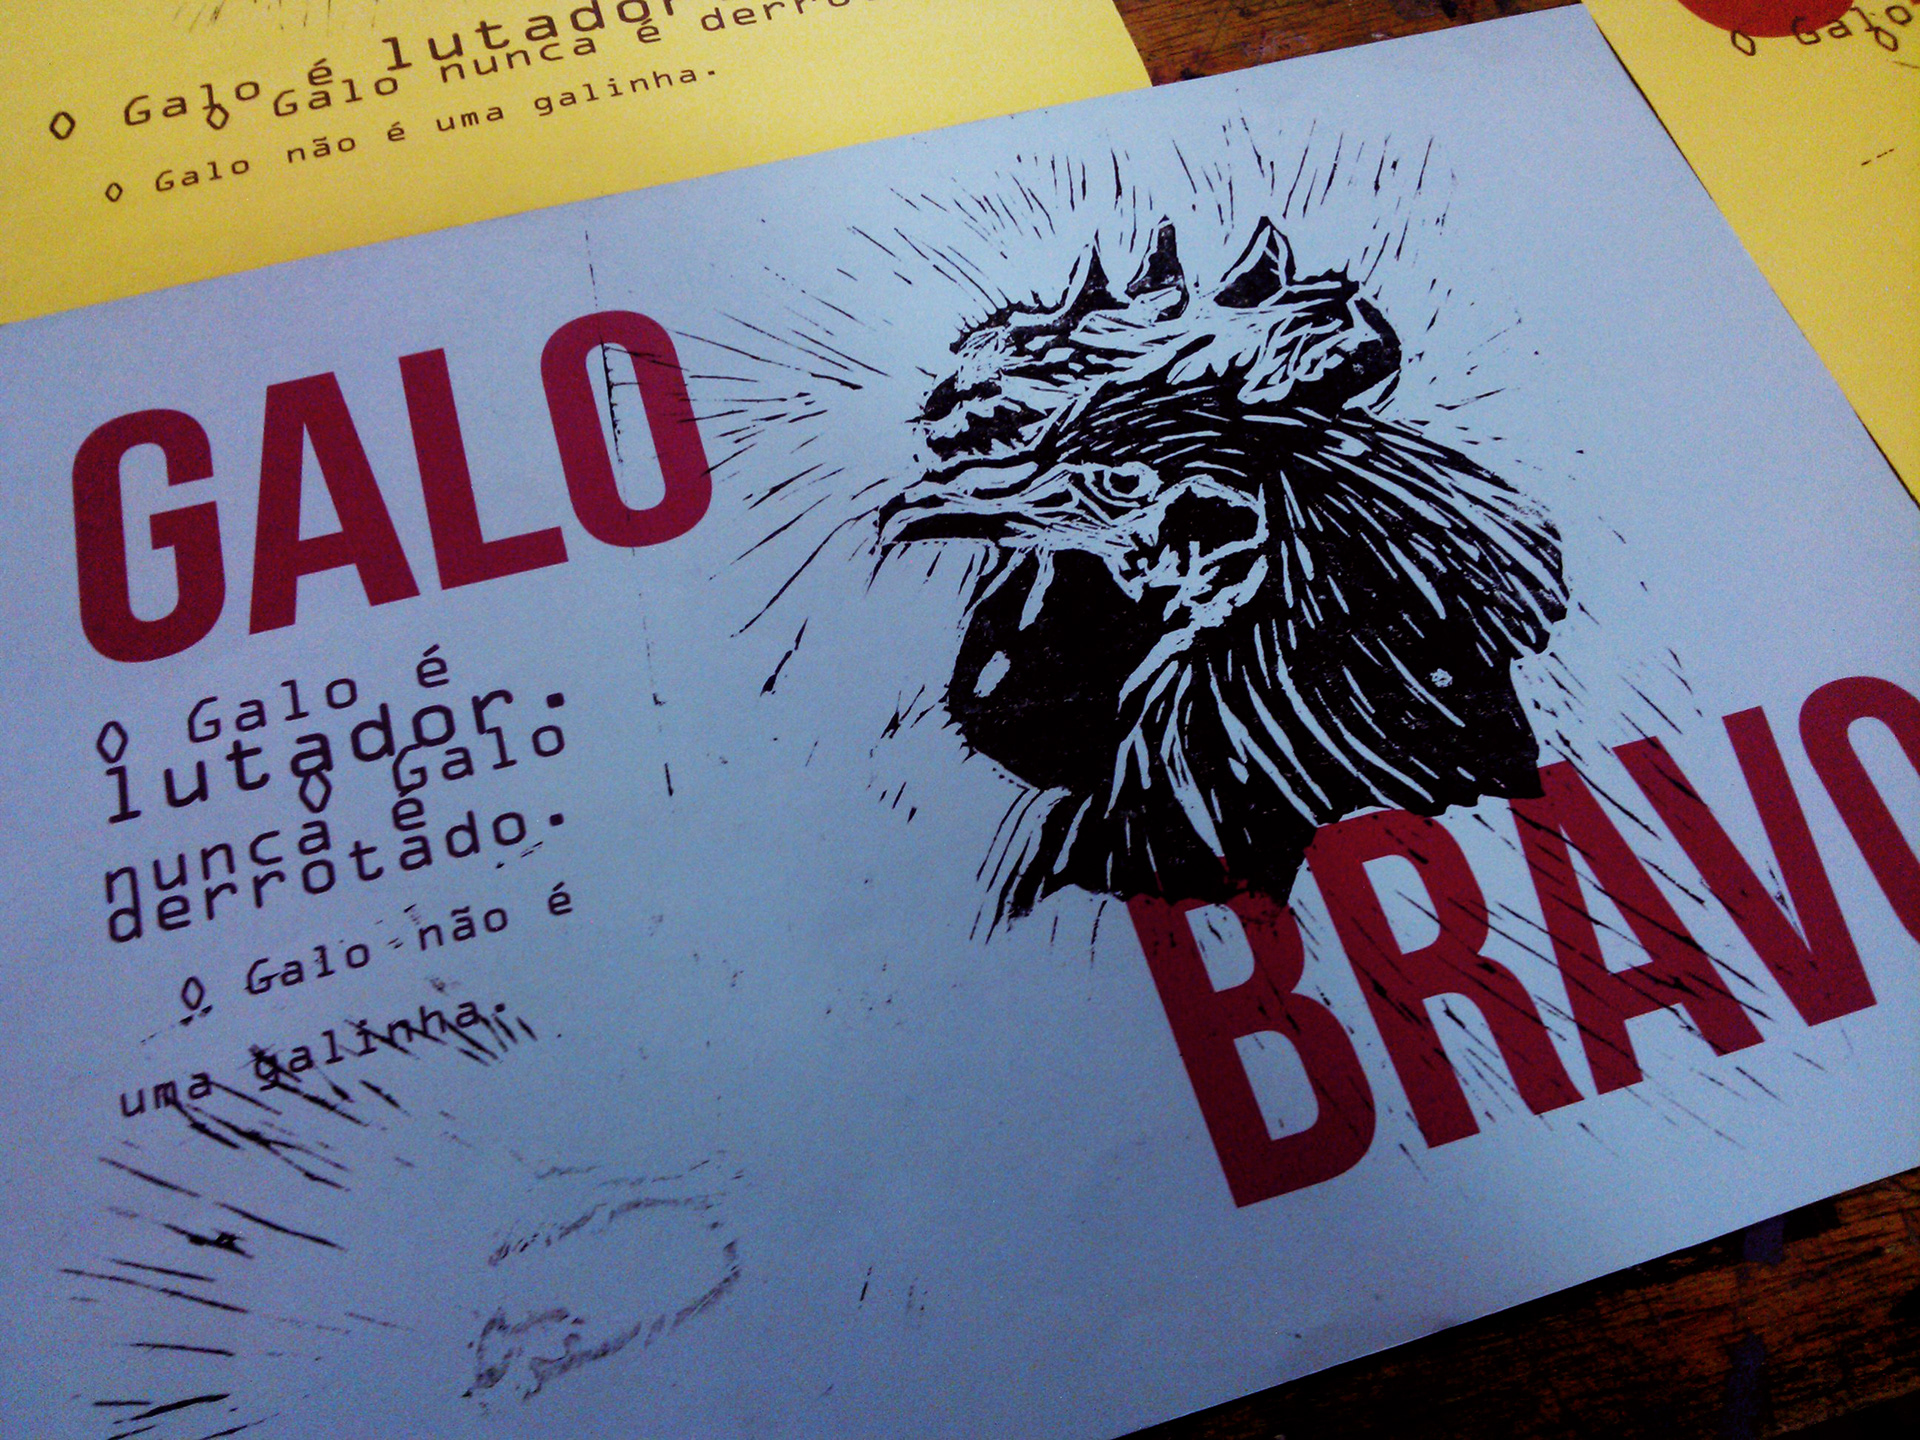 O Galo é lutador
O Galo nunca é
O Galo não é uma galinha.
O Galo
GALO
O Galo é
lutador.
O Galo
nunca é
derrotado.
O Galo não é
uma galinha.
BRAVO